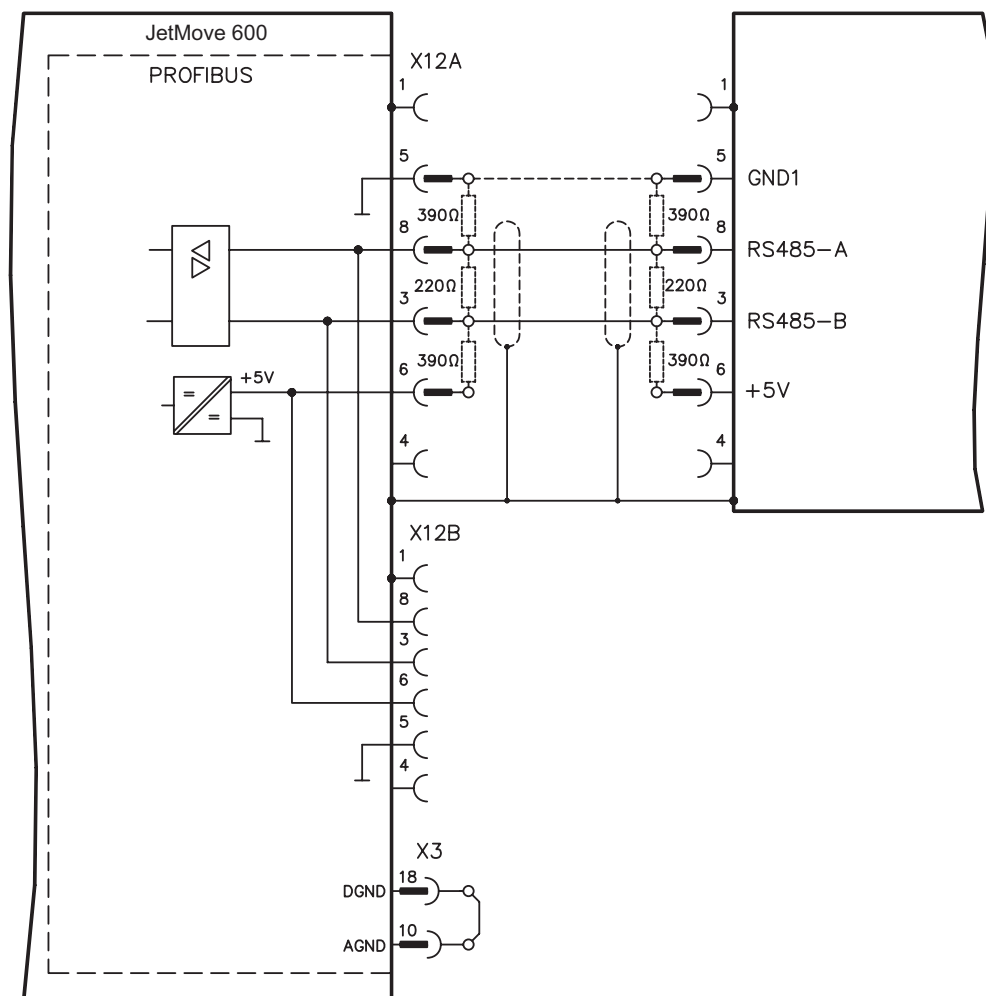 JetMove 600
PROFIBUS
X12A
1
1
5
5
GND1
390Ω
390Ω
8
8
RS485-A
220Ω
220Ω
3
3
RS485-B
390Ω
390Ω
6
6
+5V
+5V
=
=
4
4
X12B
1
8
3
6
5
4
X3
DGND
18
AGND
10